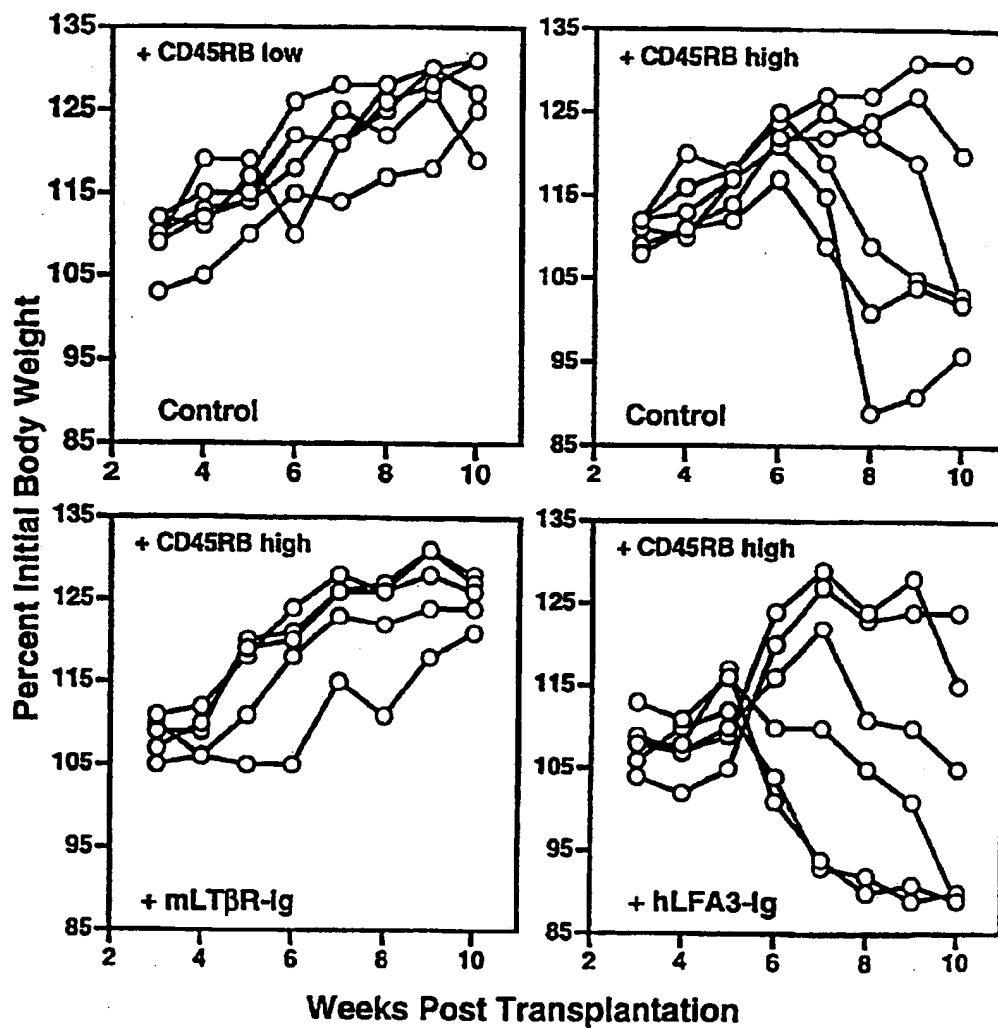 Percent Initial Body Weight
135
125
115
105
95
85
+ CD45RB low
Control
2 4 6 8 10
135
125
115
105
95
85
+ CD45RB high
Control
2 4 6 8 10
135
125
115
105
95
85
+ CD45RB high
+ mLTβR-Ig
2 4 6 8 10
135
125
115
105
95
85
+ CD45RB high
+ hLFA3-Ig
2 4 6 8 10
Weeks Post Transplantation